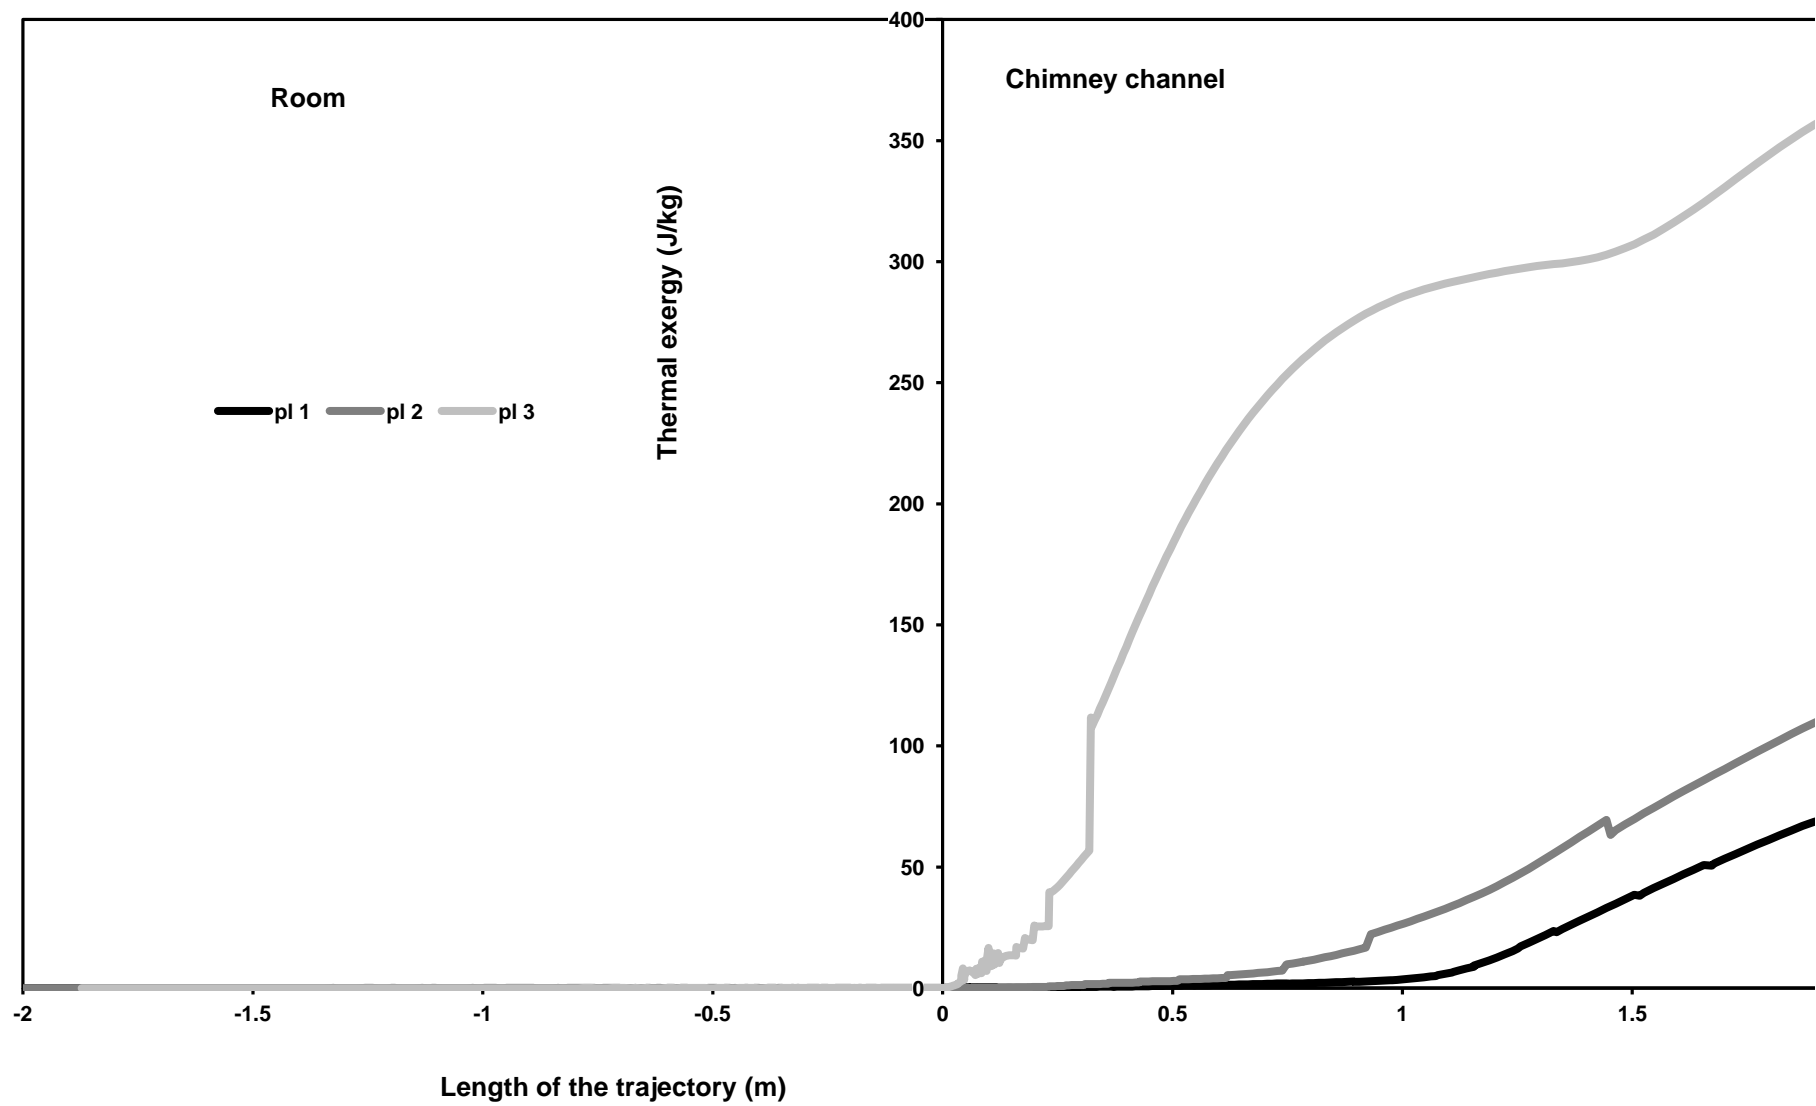 400
Chimney channel
Room
350
Thermal exergy (J/kg)
300
250
pl 1 pl 2 pl 3
200
150
100
50
0
-2 -1.5 -1 -0.5 0 0.5 1 1.5
Length of the trajectory (m)